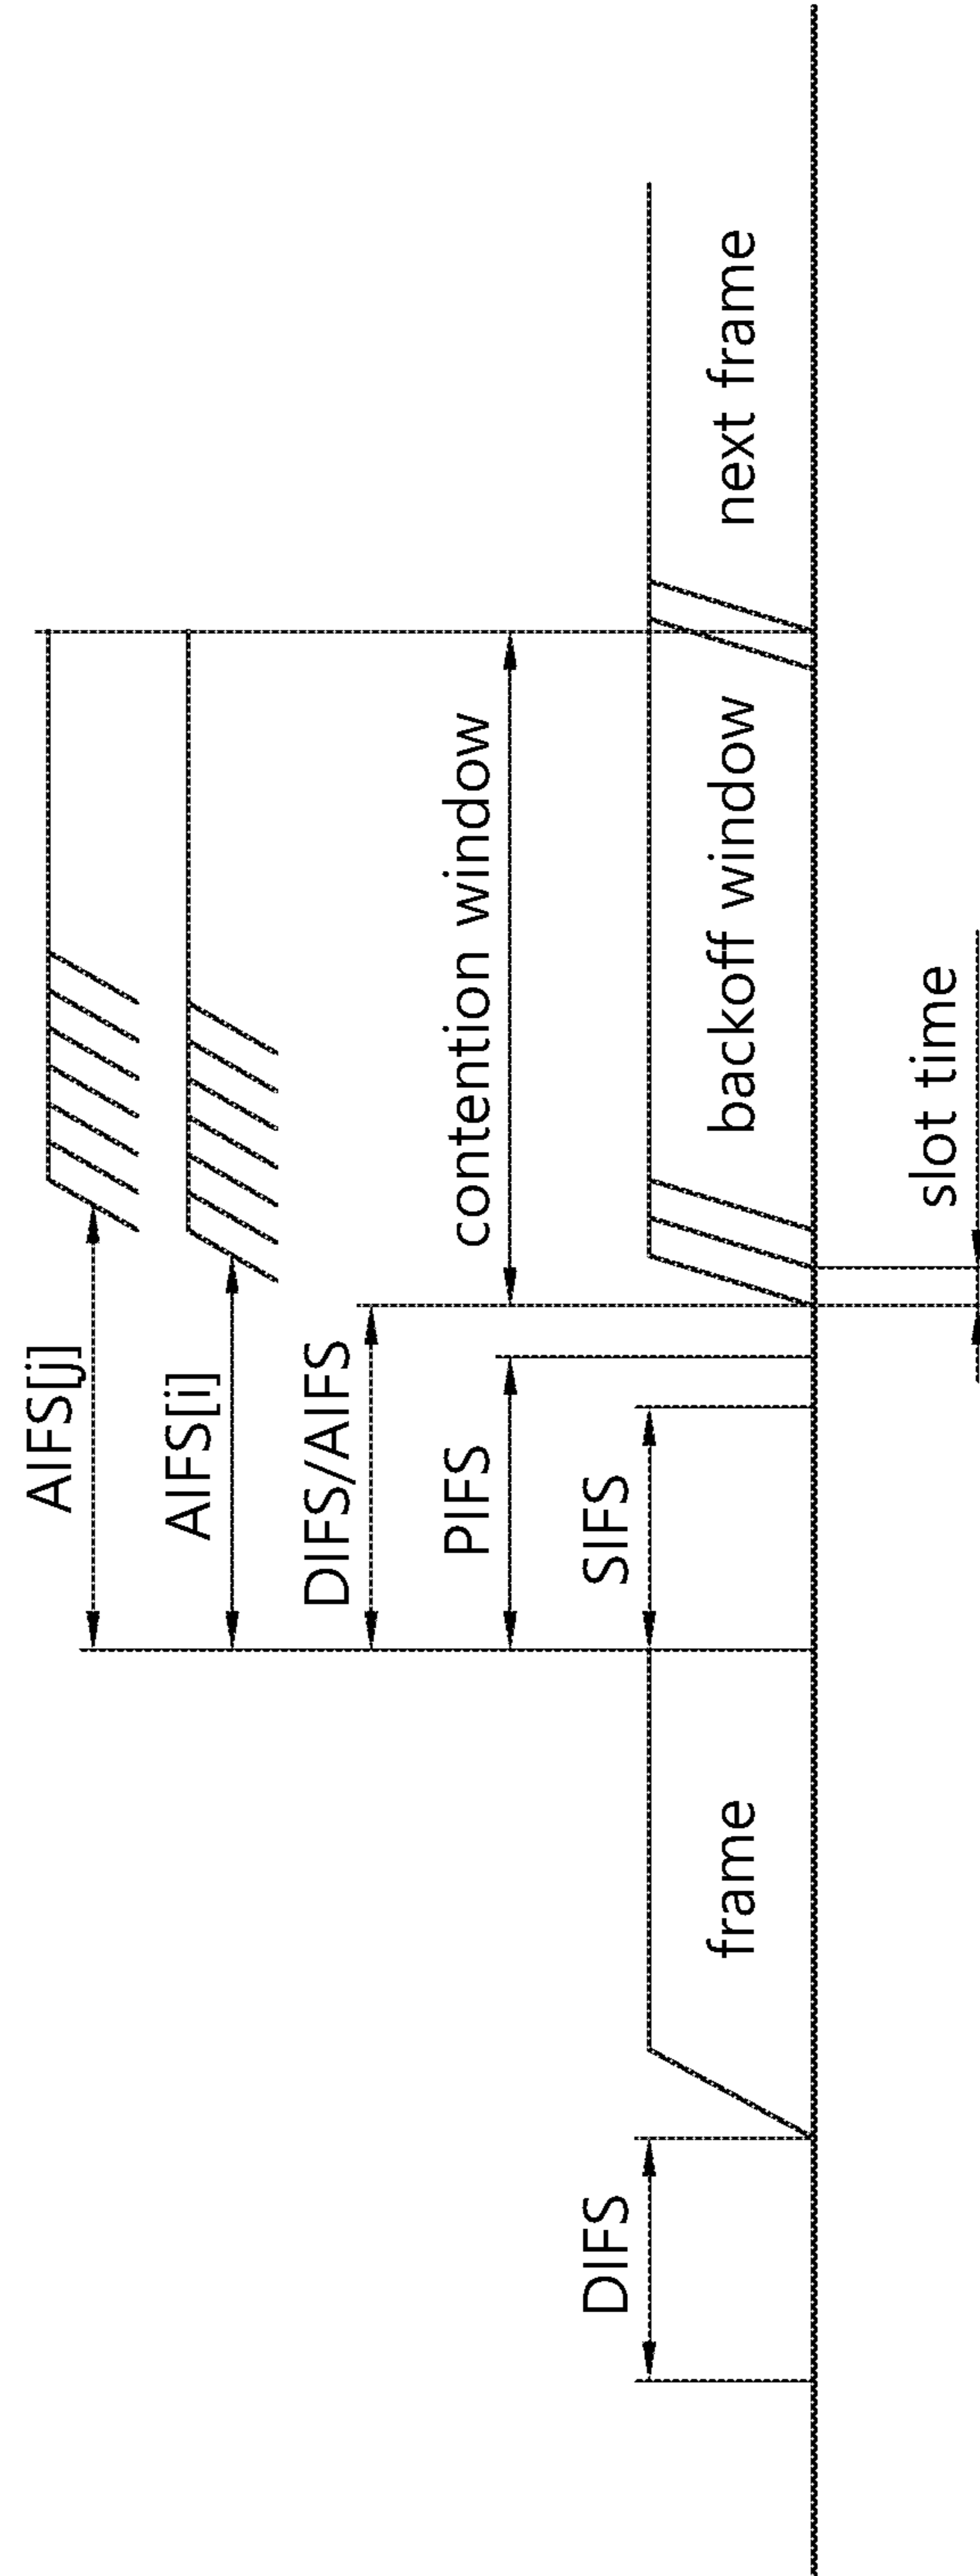 AIFS[j]
AIFS[i]
DIFS/AIFS
PIFS
contention window
DIFS
SIFS
frame
backoff window
next frame
slot time